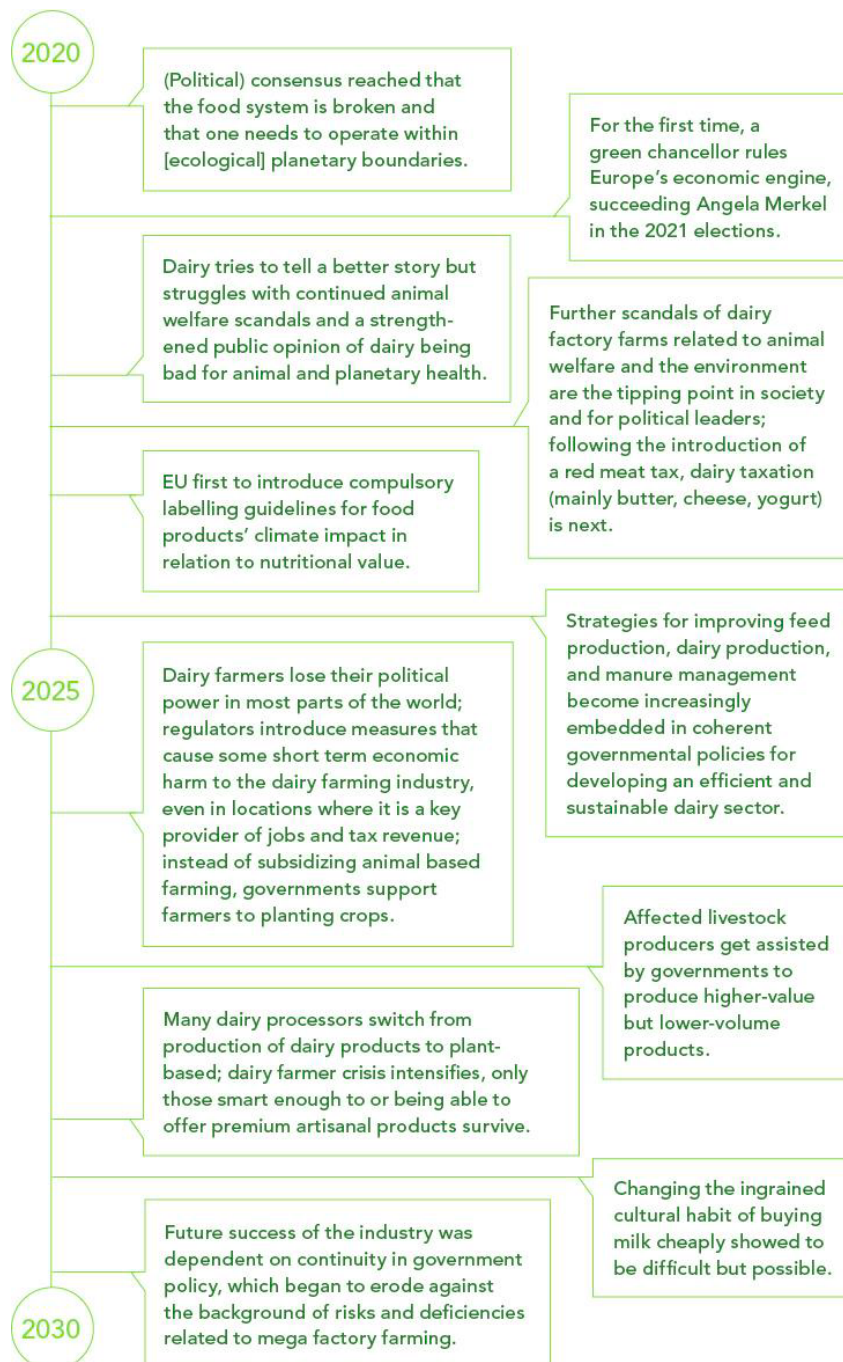 2020
(Political) consensus reached that
the food system is broken and
that one needs to operate within
[ecological] planetary boundaries.
For the first time, a
green chancellor rules
Europe's economic engine,
succeeding Angela Merkel
in the 2021 elections.
Dairy tries to tell a better story but
struggles with continued animal
welfare scandals and a strength-
ened public opinion of dairy being
bad for animal and planetary health.
Further scandals of dairy
factory farms related to animal
welfare and the environment
are the tipping point in society
and for political leaders;
following the introduction of
a red meat tax, dairy taxation
(mainly butter, cheese, yogurt)
is next.
EU first to introduce compulsory
labelling guidelines for food
products' climate impact in
relation to nutritional value.
Strategies for improving feed
production, dairy production,
and manure management
become increasingly
embedded in coherent
governmental policies for
developing an efficient and
sustainable dairy sector.
2025
Dairy farmers lose their political
power in most parts of the world;
regulators introduce measures that
cause some short term economic
harm to the dairy farming industry,
even in locations where it is a key
provider of jobs and tax revenue;
instead of subsidizing animal based
farming, governments support
farmers to planting crops.
Affected livestock
producers get assisted
by governments to
produce higher-value
but lower-volume
products.
Many dairy processors switch from
production of dairy products to plant-
based; dairy farmer crisis intensifies, only
those smart enough to or being able to
offer premium artisanal products survive.
Changing the ingrained
cultural habit of buying
milk cheaply showed to
be difficult but possible.
Future success of the industry was
dependent on continuity in government
policy, which began to erode against
the background of risks and deficiencies
related to mega factory farming.
2030